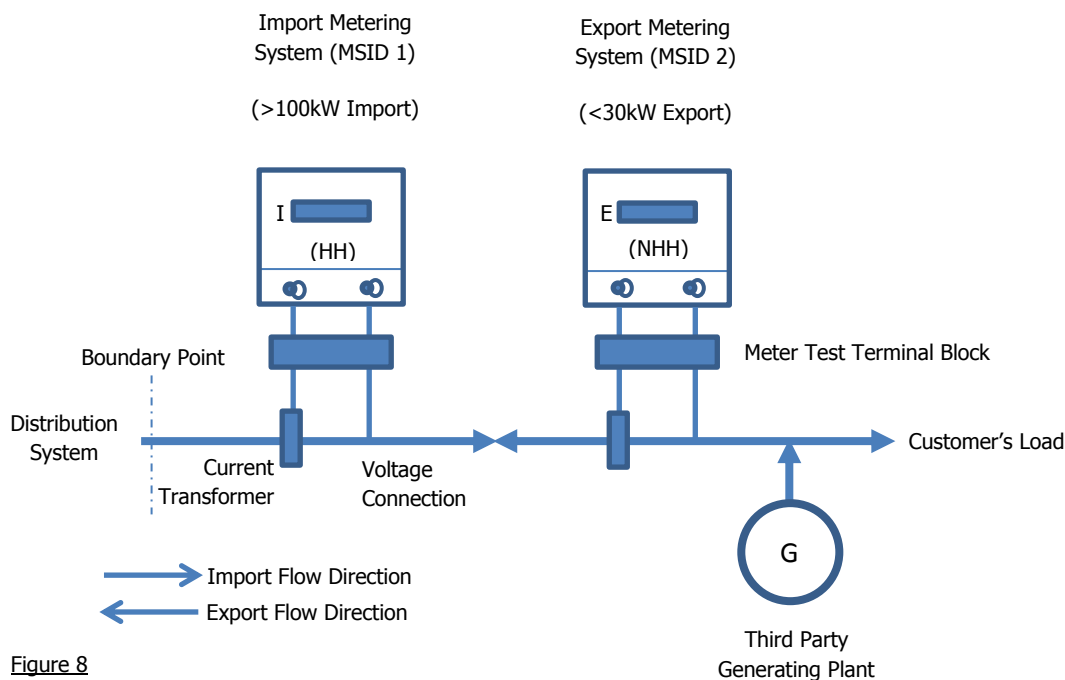 Import Metering
System (MSID 1)
(>100kW Import)
Export Metering
System (MSID 2)
(<30kW Export)
I
(HH)
E
(NHH)
Boundary Point
Meter Test Terminal Block
Distribution
System
Customer's Load
Current
Transformer
Voltage
Connection
G
Import Flow Direction
Export Flow Direction
Third Party
Generating Plant
Figure 8